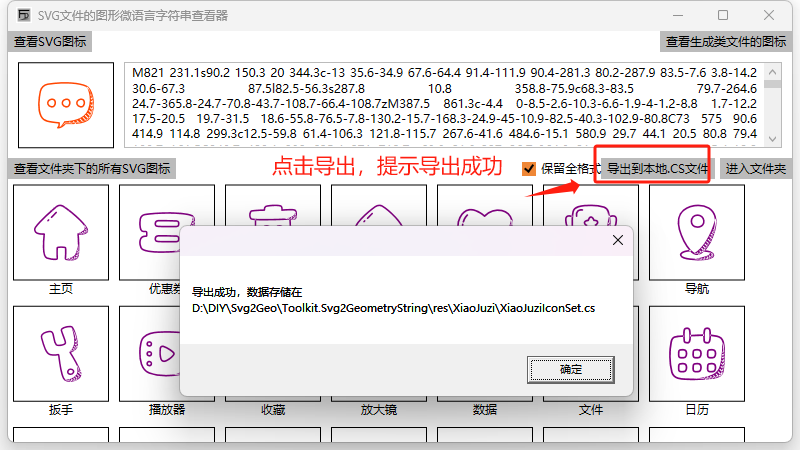 SVG文件的图形微语言字符串查看器
查看SVG图标
查看生成类文件的图标
M821 231.1s90.2 150.3 20 344.3c-13 35.6-34.9 67.6-64.4 91.4-111.9 90.4-281.3 80.2-287.9 83.5-7.6 3.8-14.2
30.6-67.3 87.5l82.5-56.3s287.8 10.8 358.8-75.9c68.3-83.5 79.7-264.6
24.7-365.8-24.7-70.8-43.7-108.7-66.4-108.7zM387.5 861.3c-4.4 0-8.5-2.6-10.3-6.6-1.9-4-1.2-8.8 1.7-12.2
17.5-20.5 19.7-31.5 18.6-55.8-76.5-7.8-130.2-15.7-168.3-24.9-45-10.9-82.5-40.3-102.9-80.8C73 575 90.6
414.9 114.8 299.3c12.5-59.8 61.4-106.3 121.8-115.7 267.6-41.6 484.6-15.1 580.9 29.7 44.1 20.5 80.8 79.4
查看文件夹下的所有SVG图标
点击导出，提示导出成功
保留全格式
导出到本地.CS文件
进入文件夹
主页
优惠券
导航
导出成功，数据存储在
D:\DIY\Svg2Geo\Toolkit.Svg2GeometryString\res\XiaoJuzi\XiaoJuziIconSet.cs
确定
扳手
播放器
收藏
放大镜
数据
文件
日历